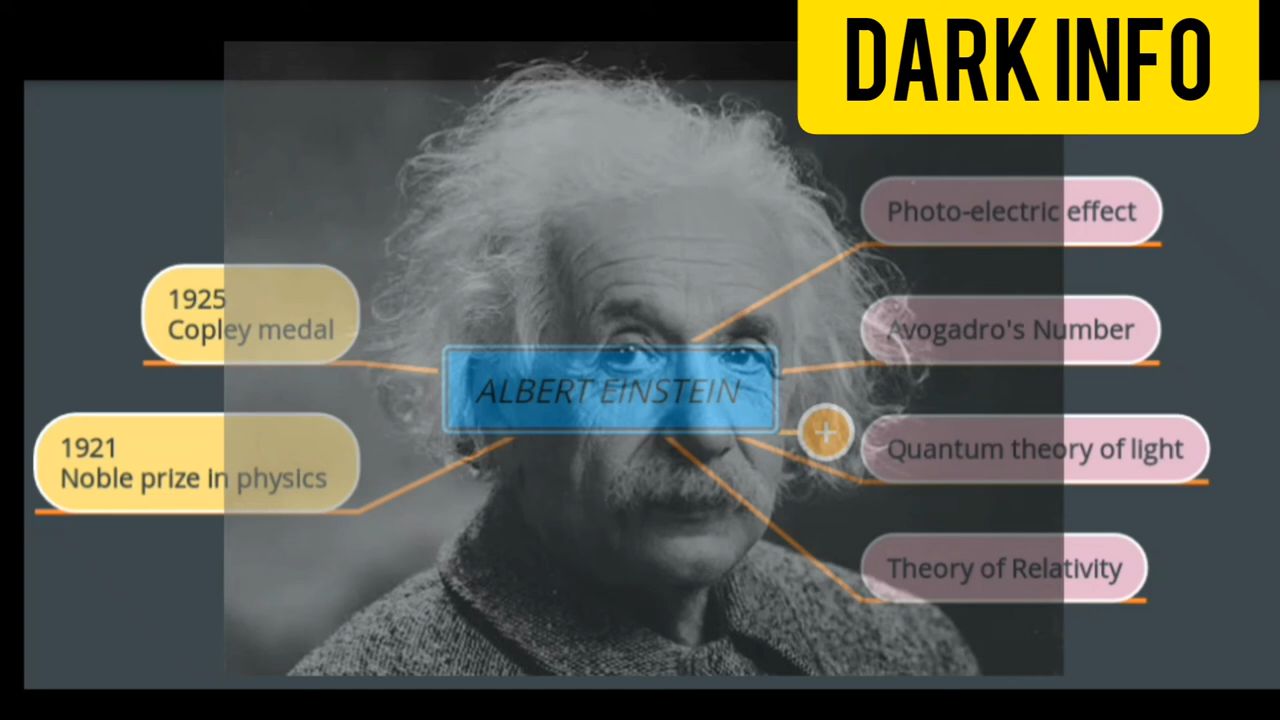 DARK INFO
Photo-electric effect
1925
Copley medal
Avogadro's Number
ALBERT EINSTEIN
1921
Noble prize in physics
Quantum theory of light
Theory of Relativity